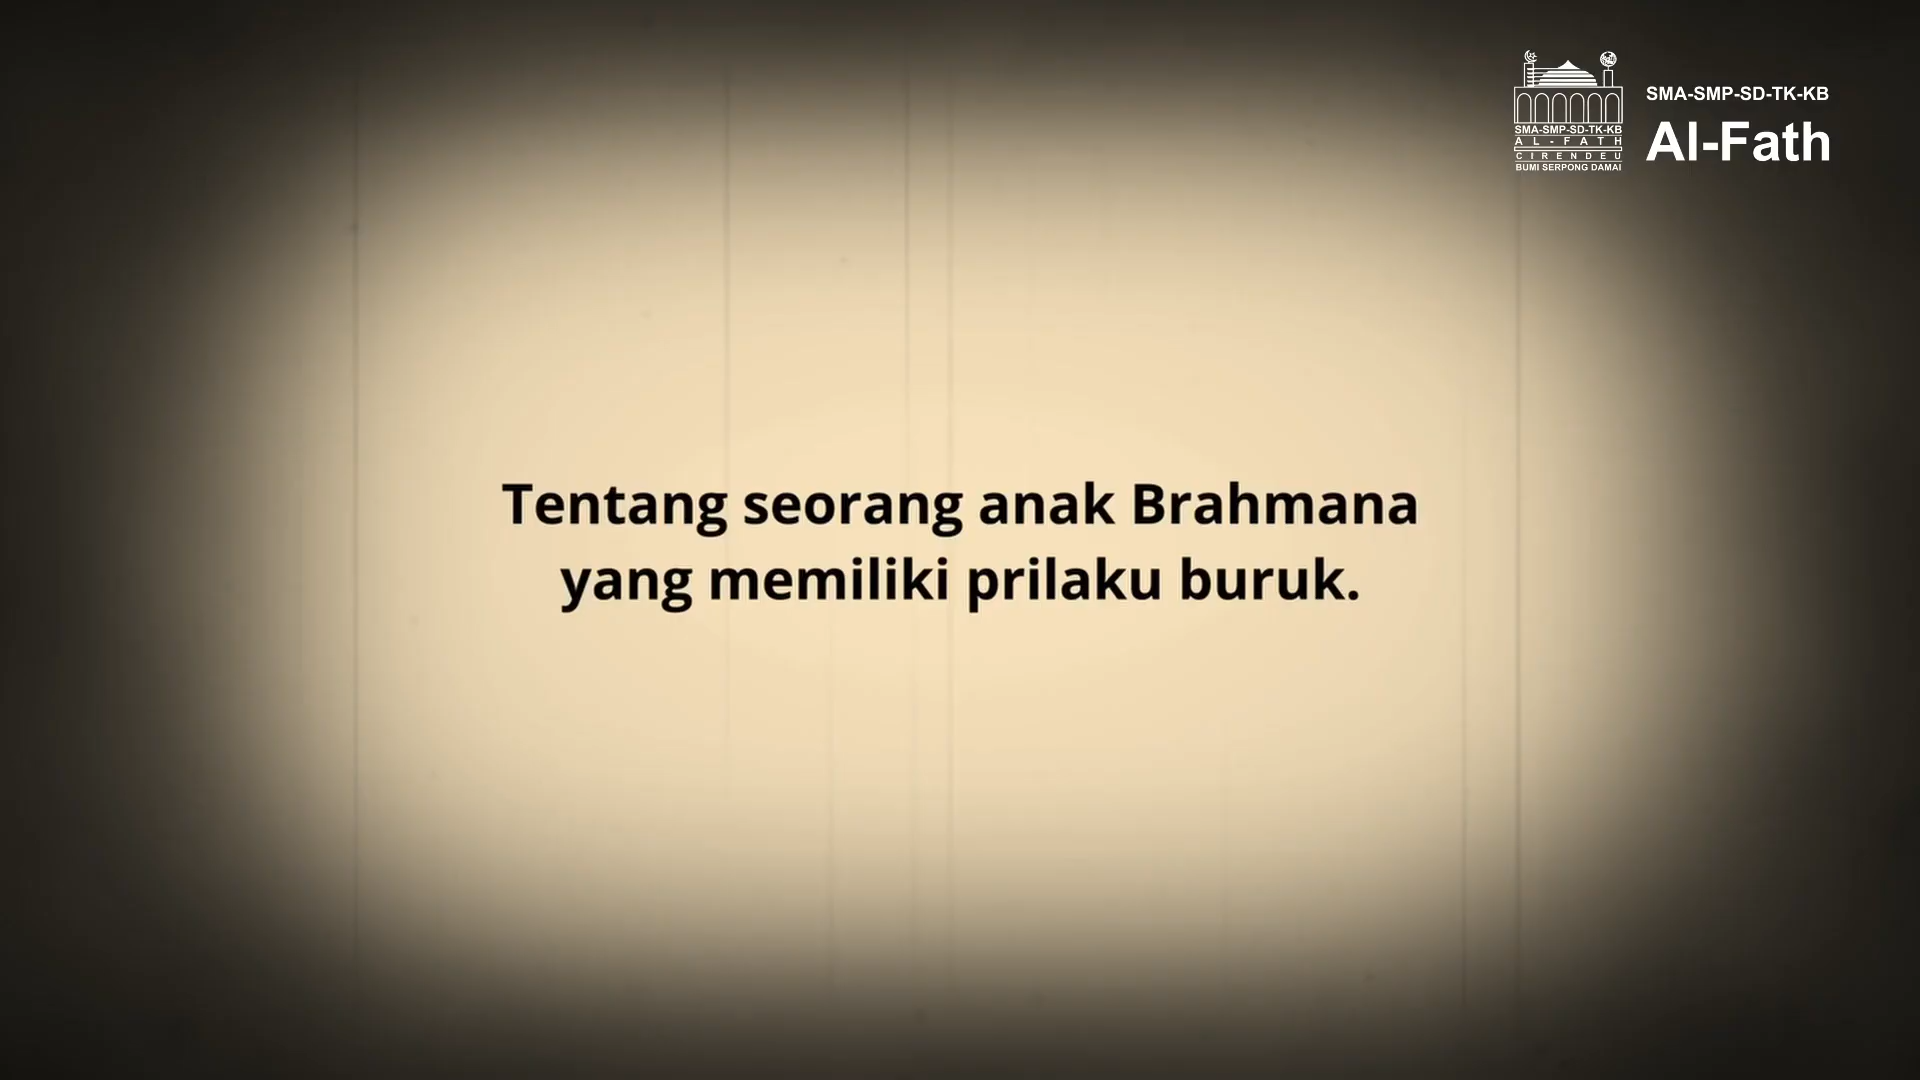 SMA-SMP-SD-TK-KB
AL-FATH
CIRENDEU
BUMI SERPONG DAMAI
SMA-SMP-SD-TK-KB
Al-Fath
Tentang seorang anak Brahmana
yang memiliki prilaku buruk.